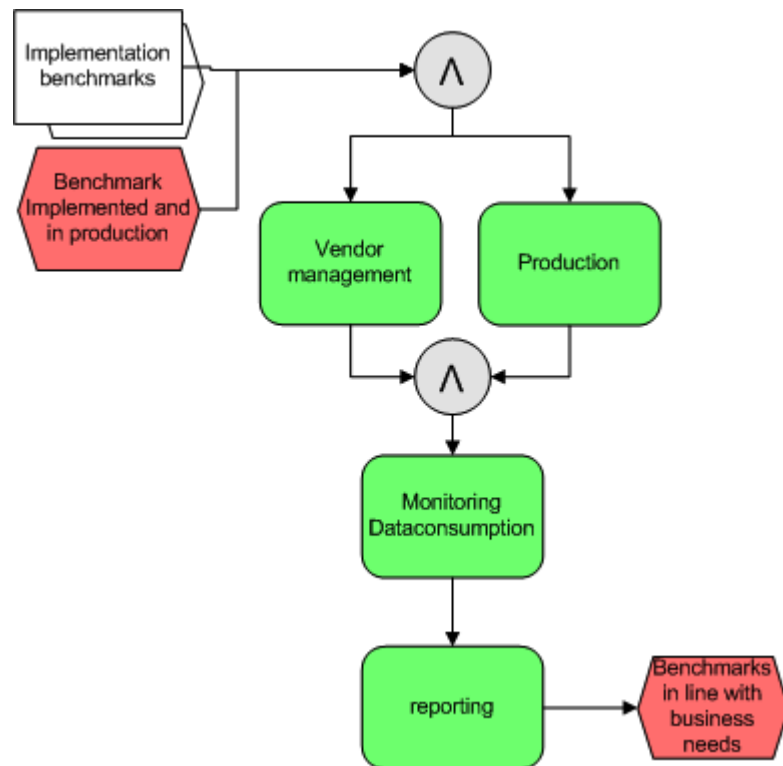 Implementation
benchmarks
Λ
Benchmark
Implemented and
in production
Vendor
management
Production
Λ
Monitoring
Dataconsumption
reporting
Benchmarks
in line with
business
needs